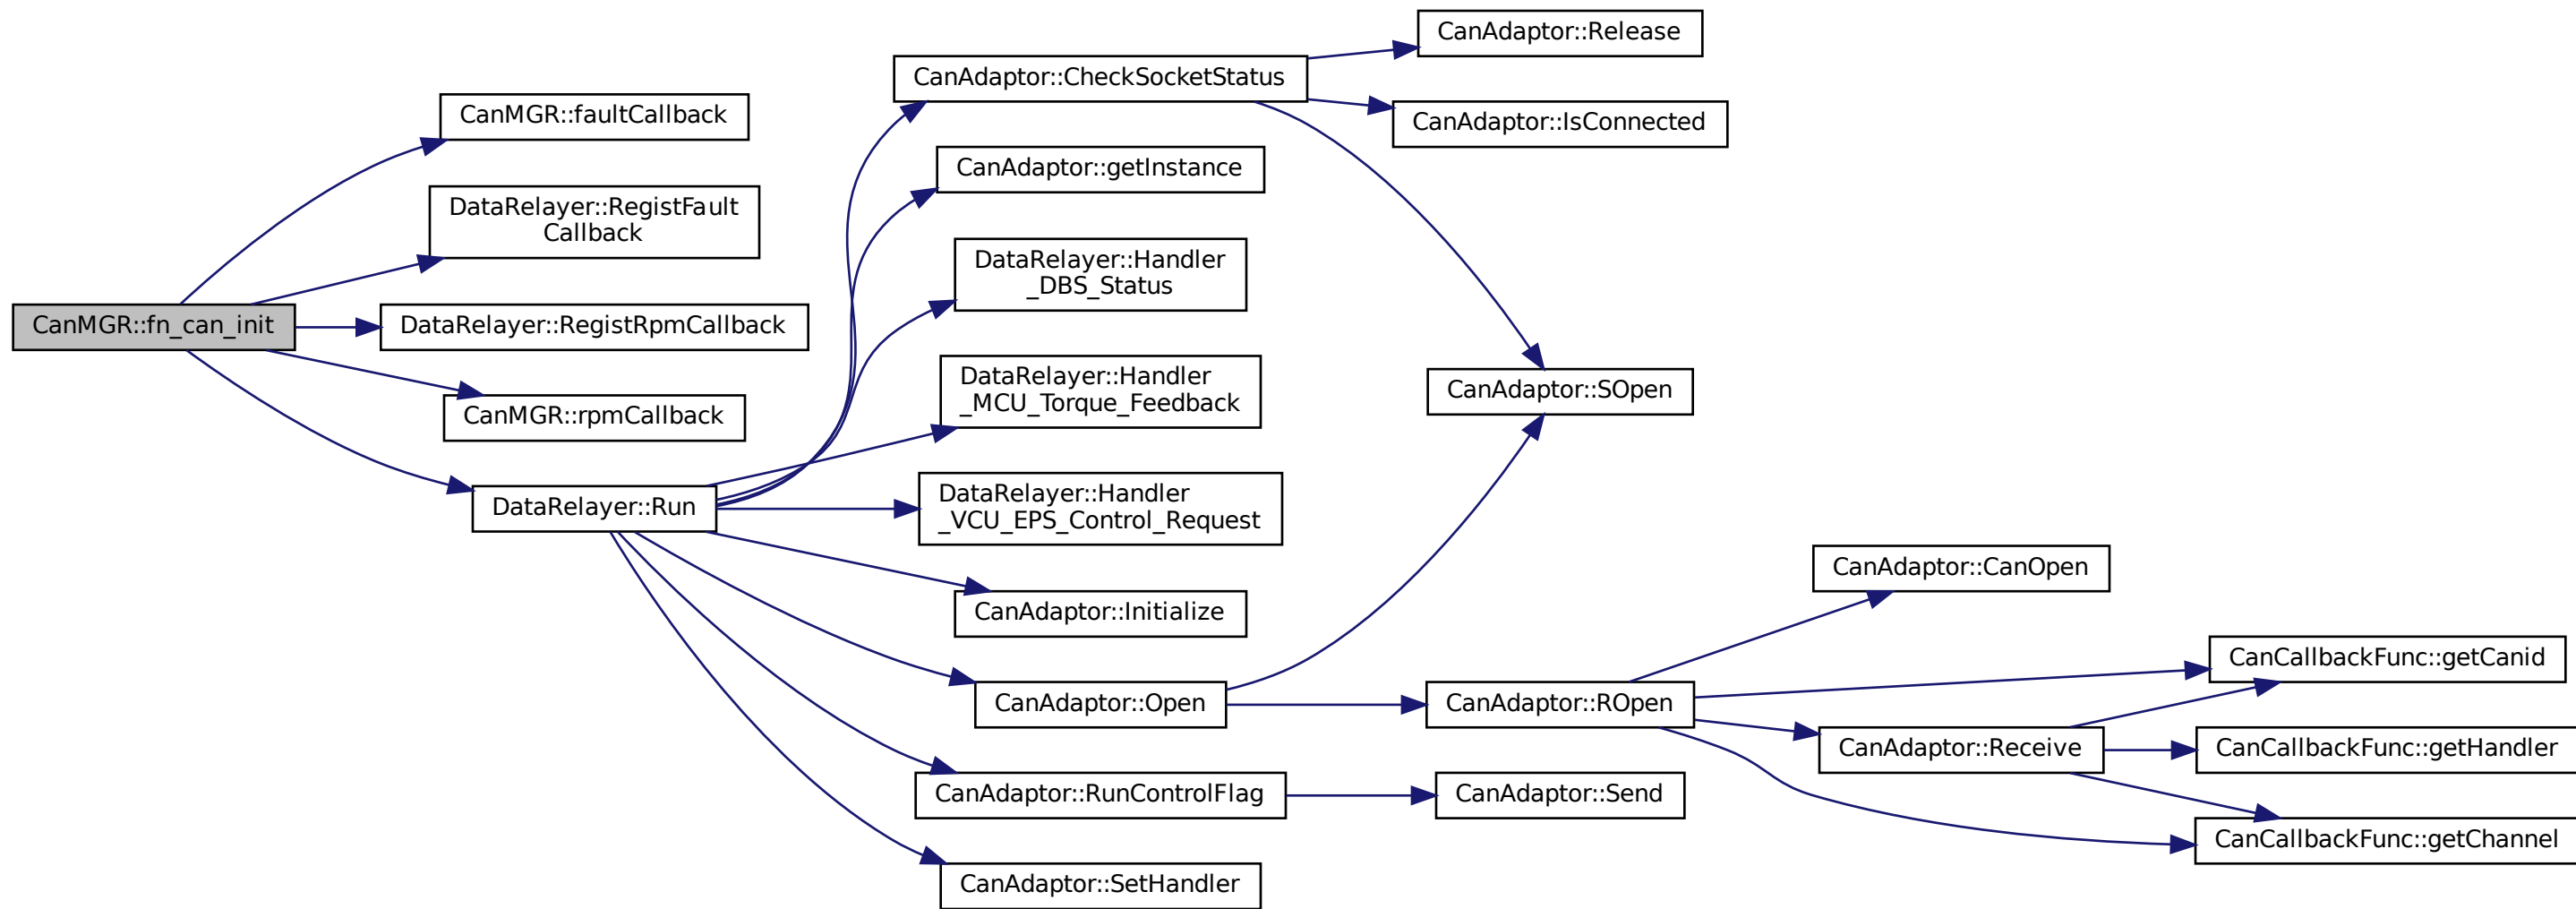 CanMGR::fn_can_init
CanMGR::faultCallback
DataRelayer::RegistFault
Callback
DataRelayer::RegistRpmCallback
CanMGR::rpmCallback
DataRelayer::Run
CanAdaptor::CheckSocketStatus
CanAdaptor::getInstance
DataRelayer::Handler
_DBS_Status
DataRelayer::Handler
_MCU_Torque_Feedback
DataRelayer::Handler
_VCU_EPS_Control_Request
CanAdaptor::Initialize
CanAdaptor::Open
CanAdaptor::RunControlFlag
CanAdaptor::SetHandler
CanAdaptor::Release
CanAdaptor::IsConnected
CanAdaptor::SOpen
CanAdaptor::ROpen
CanAdaptor::Send
CanAdaptor::CanOpen
CanAdaptor::Receive
CanCallbackFunc::getCanid
CanCallbackFunc::getHandler
CanCallbackFunc::getChannel